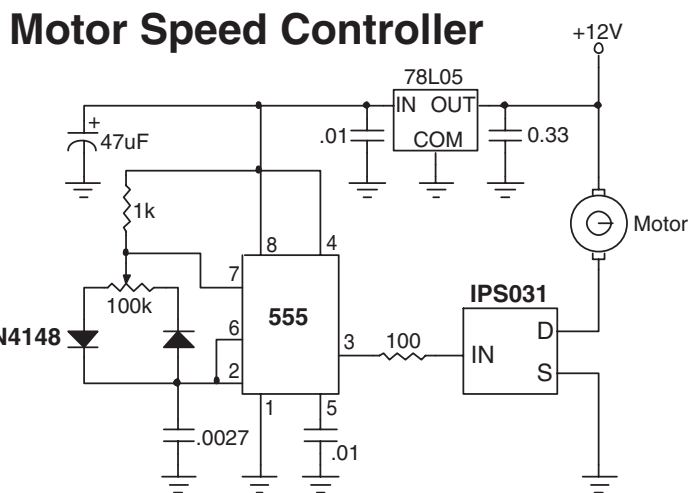 Motor Speed Controller
+12V
78L05
IN OUT
COM
+
47uF
.01
0.33
1k
Motor
8
4
7
100k
555
IPS031
N4148
6
3
100
IN
D
2
S
1
5
.0027
.01